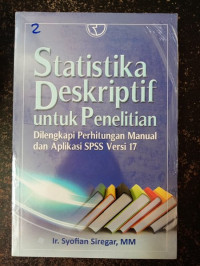 2
Statistika
Deskriptif
untuk Penelitian
Dilengkapi Perhitungan Manual
dan Aplikasi SPSS Versi 17
Ir. Syofian Siregar, MM